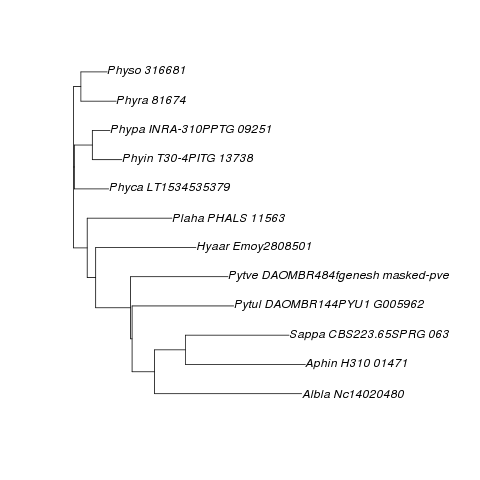 Physo 316681
Phyra 81674
Phypa INRA-310PPTG 09251
Phyin T30-4PITG 13738
Phyca LT1534535379
Plaha PHALS 11563
Hyaar Emoy2808501
Pytve DAOMBR484fgenesh masked-pve
Pytul DAOMBR144PYU1 G005962
Sappa CBS223.65SPRG 063
Aphin H310 01471
Albla Nc14020480